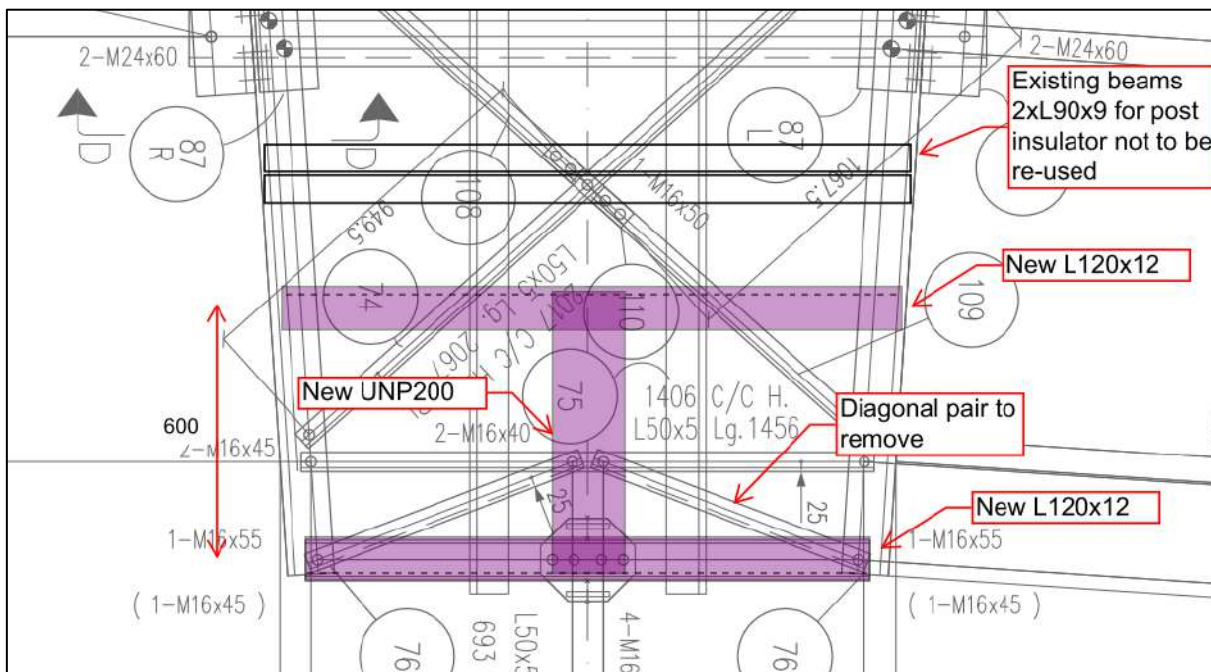 2-M24x60
2-M24x60
Existing beams
2xL90x9 for post
insulator not to be
re-used
87
R
D
D
87
L
108
1-M16x50
1067.5
949.5
New L120x12
74
110
109
L50x5
2017 C/C H.
Lg. 2067
New UNP200
75
1406 C/C H.
L50x5 Lg.1456
Diagonal pair to
remove
600
2-M16x45
2-M16x40
25
25
New L120x12
1-M16x55
1-M16x55
( 1-M16x45 )
( 1-M16x45 )
76
693
L50x5
4-M16
76